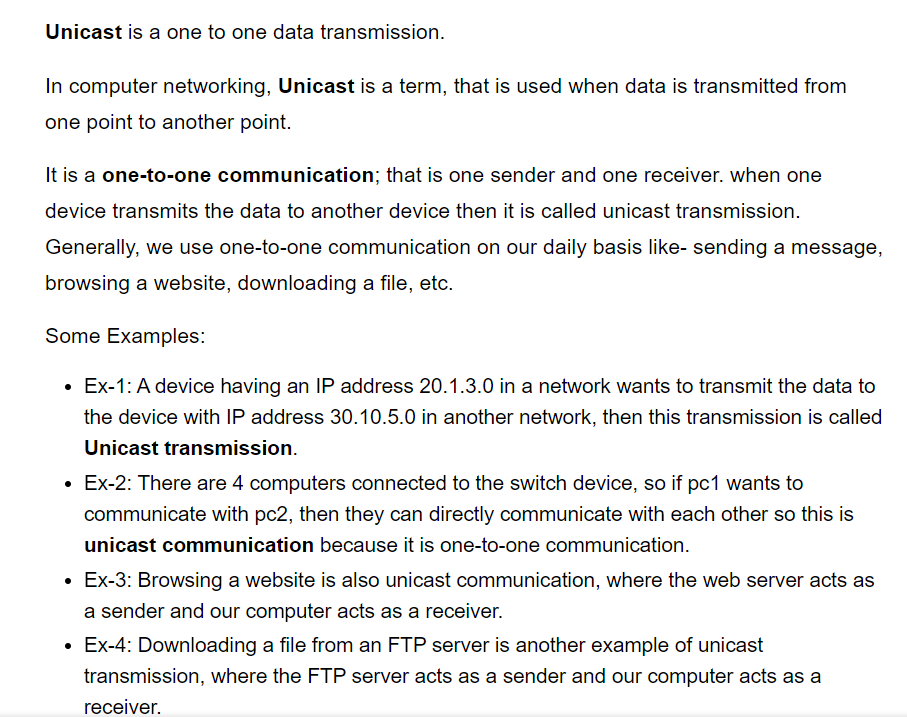 Unicast is a one to one data transmission.
In computer networking, Unicast is a term, that is used when data is transmitted from
one point to another point.
It is a one-to-one communication; that is one sender and one receiver. when one
device transmits the data to another device then it is called unicast transmission.
Generally, we use one-to-one communication on our daily basis like- sending a message,
browsing a website, downloading a file, etc.
Some Examples:
• Ex-1: A device having an IP address 20.1.3.0 in a network wants to transmit the data to
the device with IP address 30.10.5.0 in another network, then this transmission is called
Unicast transmission.
• Ex-2: There are 4 computers connected to the switch device, so if pc1 wants to
communicate with pc2, then they can directly communicate with each other so this is
unicast communication because it is one-to-one communication.
• Ex-3: Browsing a website is also unicast communication, where the web server acts as
a sender and our computer acts as a receiver.
• Ex-4: Downloading a file from an FTP server is another example of unicast
transmission, where the FTP server acts as a sender and our computer acts as a
receiver.